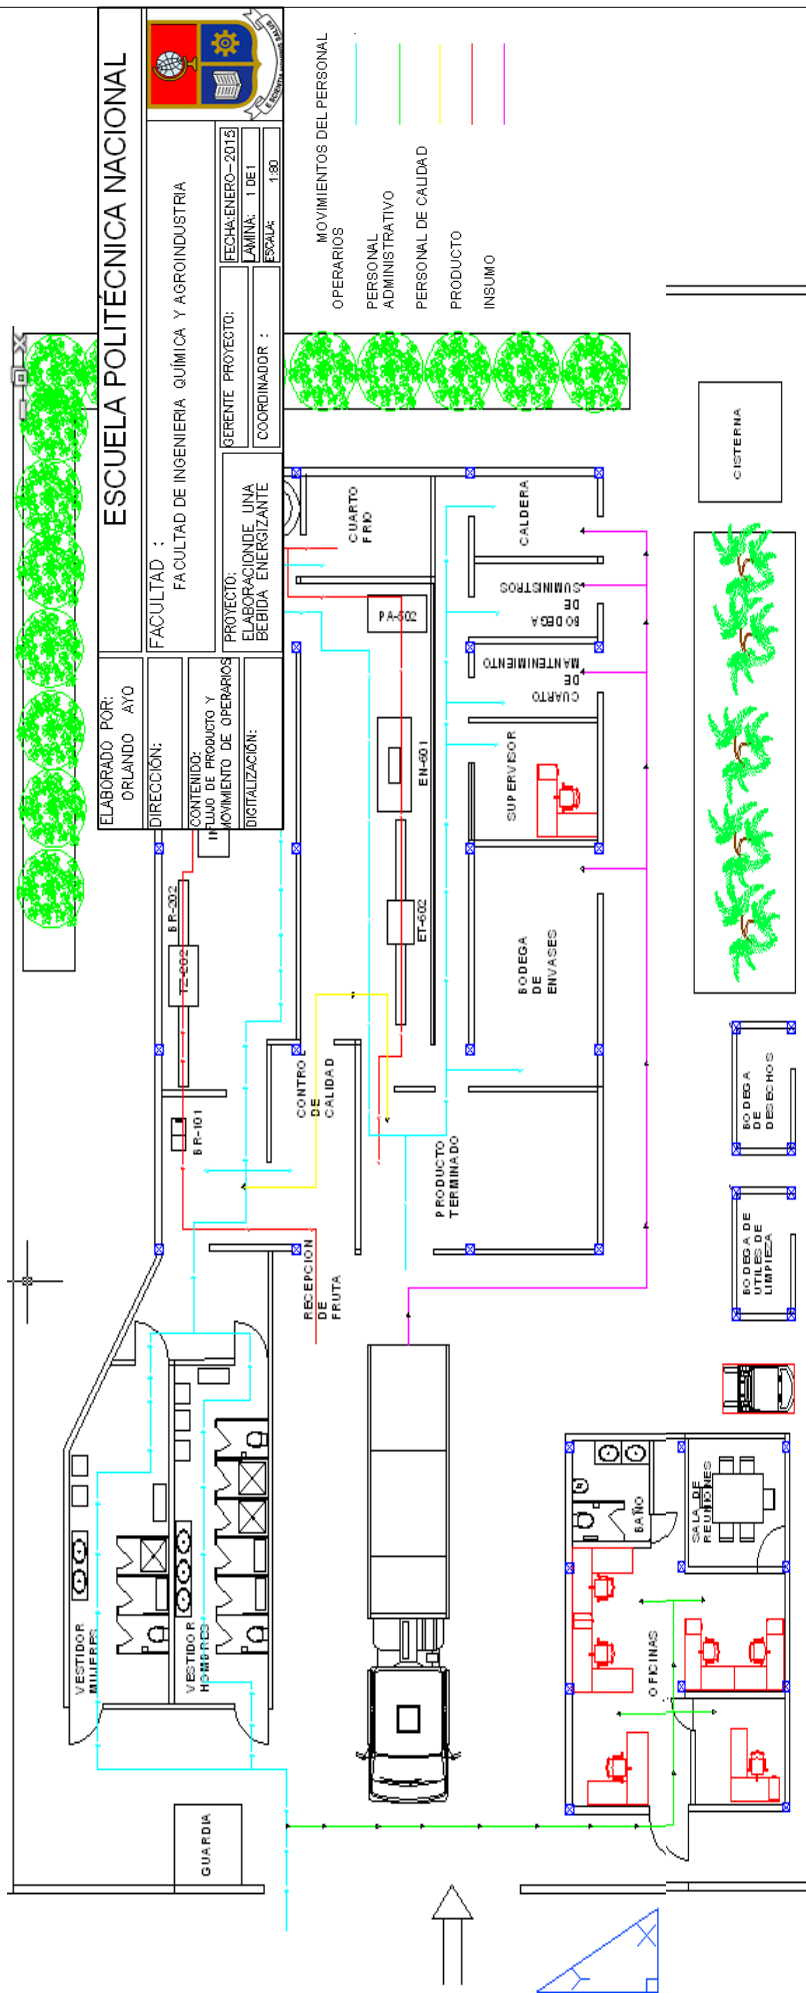 ESCUELA POLITÉCNICA NACIONAL
FACULTAD :
FACULTAD DE INGENIERIA QUÍMICA Y AGROINDUSTRIA
FECHA:ENERO-2015
LAMINA: 1 DE 1
ESCALA: 1:80
GERENTE PROYECTO:
COORDINADOR :
PROYECTO:
ELABORACIONDE UNA
BEBIDA ENERGIZANTE
ELABORADO POR:
ORLANDO AYO
DIRECCIÓN:
CONTENIDO:
FLUJO DE PRODUCTO Y
MOVIMIENTO DE OPERARIOS
DIGITALIZACIÓN:
MOVIMIENTOS DEL PERSONAL
OPERARIOS
PERSONAL
ADMINISTRATIVO
PERSONAL DE CALIDAD
PRODUCTO
INSUMO
CUARTO
FRIO
CALDERA
CISTERNA
BODEGA
DE
SUMINISTROS
CUARTO
DE
MANTENIMIENTO
SUPERVISOR
PA-602
EN-601
ET-602
BR-202
TZ-202
BR-101
BODEGA
DE
ENVASES
CONTROL
DE
CALIDAD
PRODUCTO
TERMINADO
RECEPCION
DE
FRUTA
BODEGA
DE
DESECHOS
BODEGA DE
UTILES DE
LIMPIEZA
VESTIDOR
MUJERES
VESTIDOR
HOMBRES
BAÑO
SALA DE
REUNIONES
OFICINAS
GUARDIA
Y
X